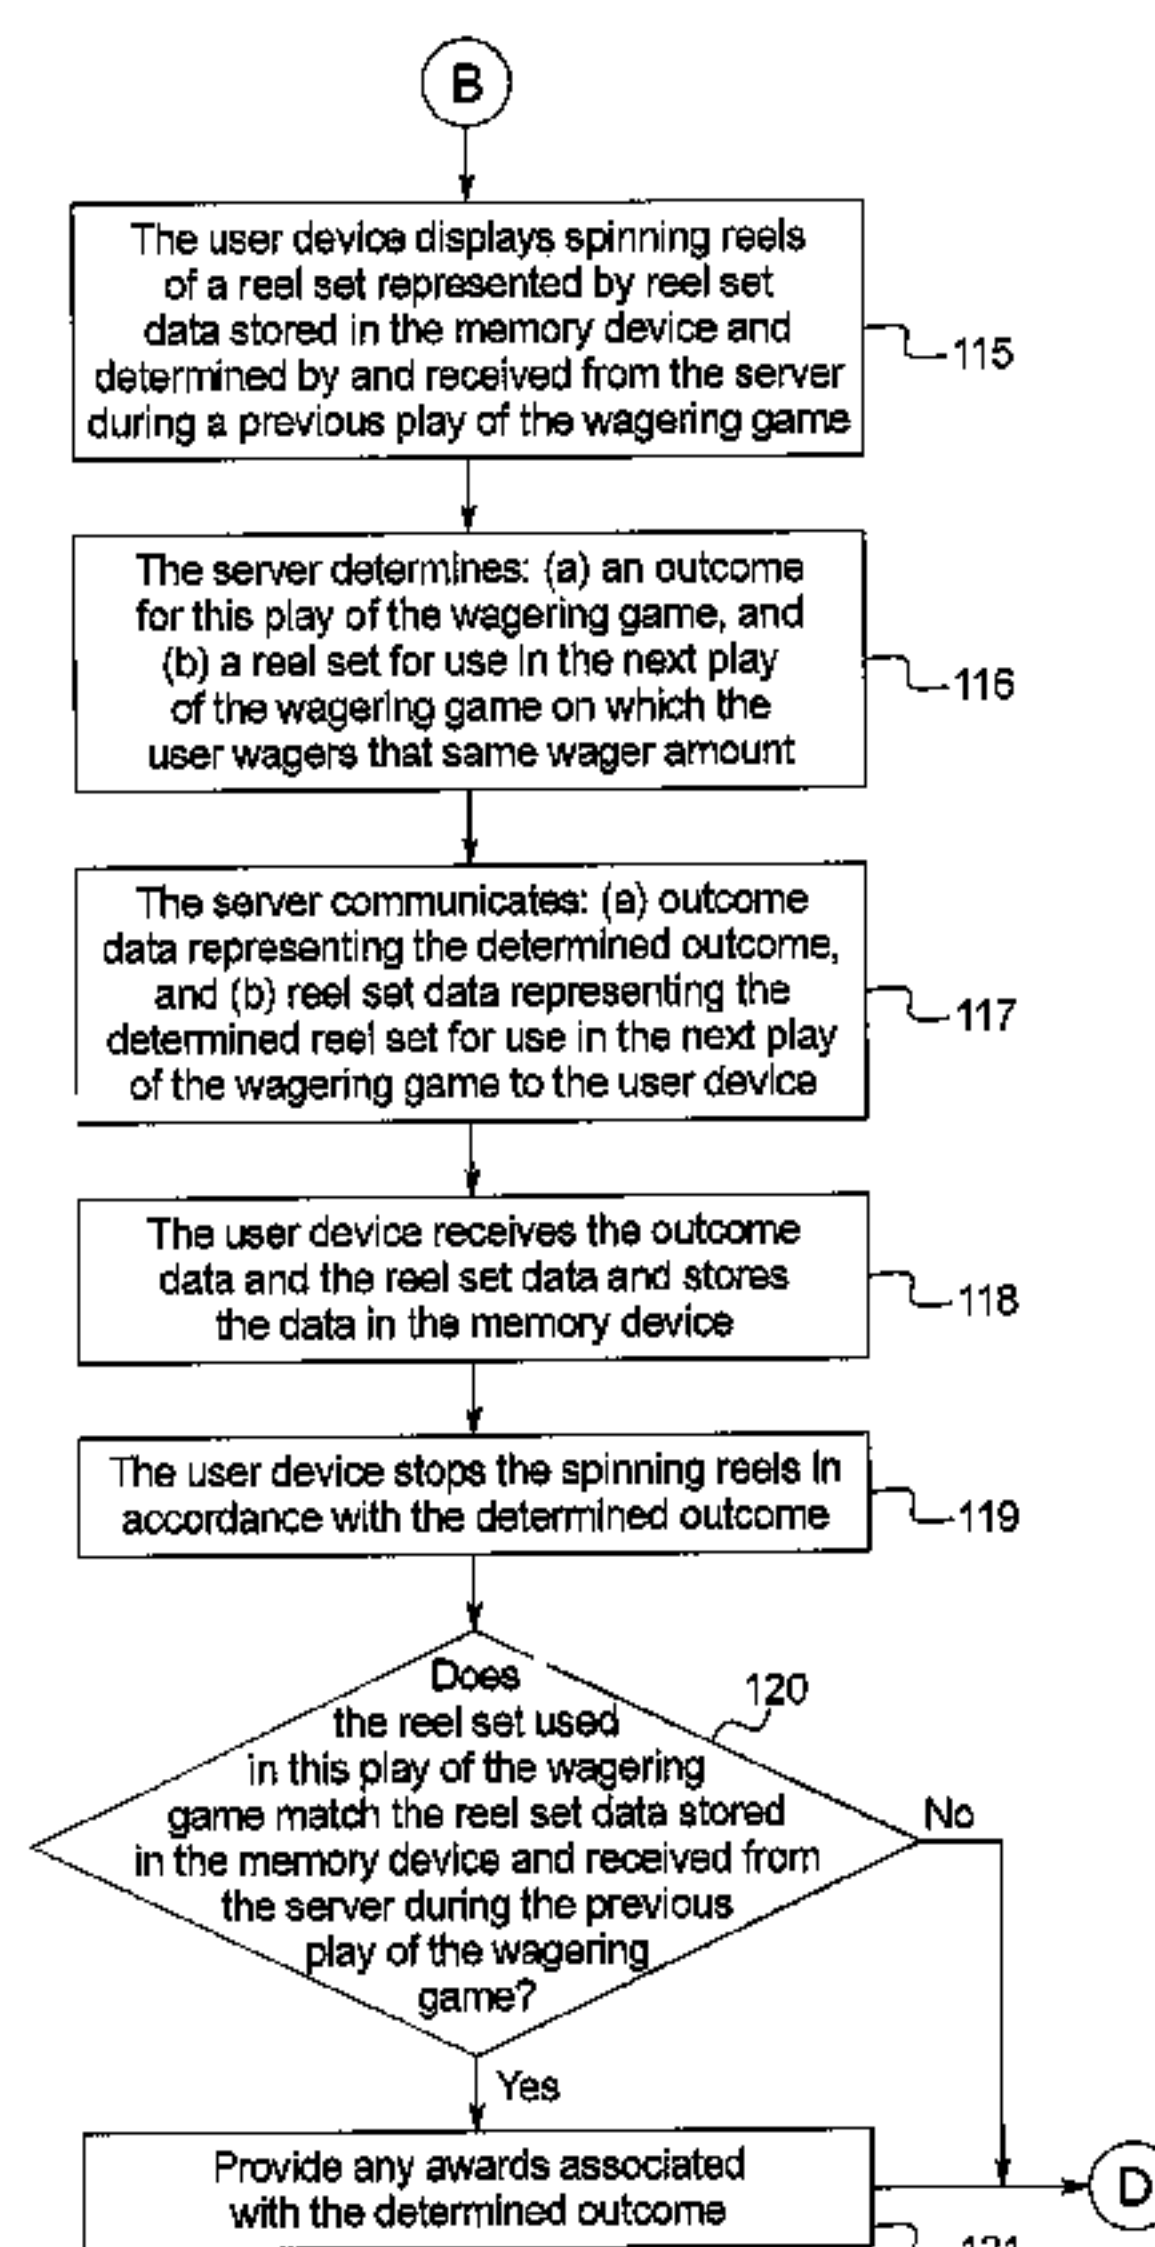 B
The user device displays spinning reels
of a reel set represented by reel set
data stored in the memory device and
determined by and received from the server
during a previous play of the wagering game
115
The server determines: (a) an outcome
for this play of the wagering game, and
(b) a reel set for use in the next play
of the wagering game on which the
user wagers that same wager amount
116
The server communicates: (a) outcome
data representing the determined outcome,
and (b) reel set data representing the
determined reel set for use in the next play
of the wagering game to the user device
117
The user device receives the outcome
data and the reel set data and stores
the data in the memory device
118
The user device stops the spinning reels in
accordance with the determined outcome
119
Does
the reel set used
in this play of the wagering
game match the reel set data stored
in the memory device and received from
the server during the previous
play of the wagering
game?
120
No
Yes
Provide any awards associated
with the determined outcome
D